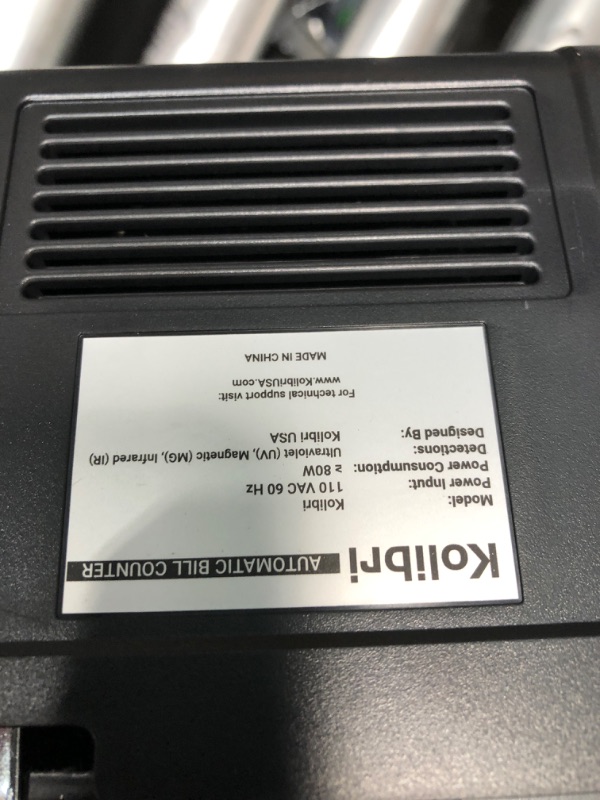 Kolibri AUTOMATIC BILL COUNTER
Model: Kolibri
Power Input: 110 VAC 60 Hz
Power Consumption: ≥ 80W
Detections: Ultraviolet (UV), Magnetic (MG), Infrared (IR)
Designed By: Kolibri USA
For technical support visit:
www.KolibriUSA.com
MADE IN CHINA